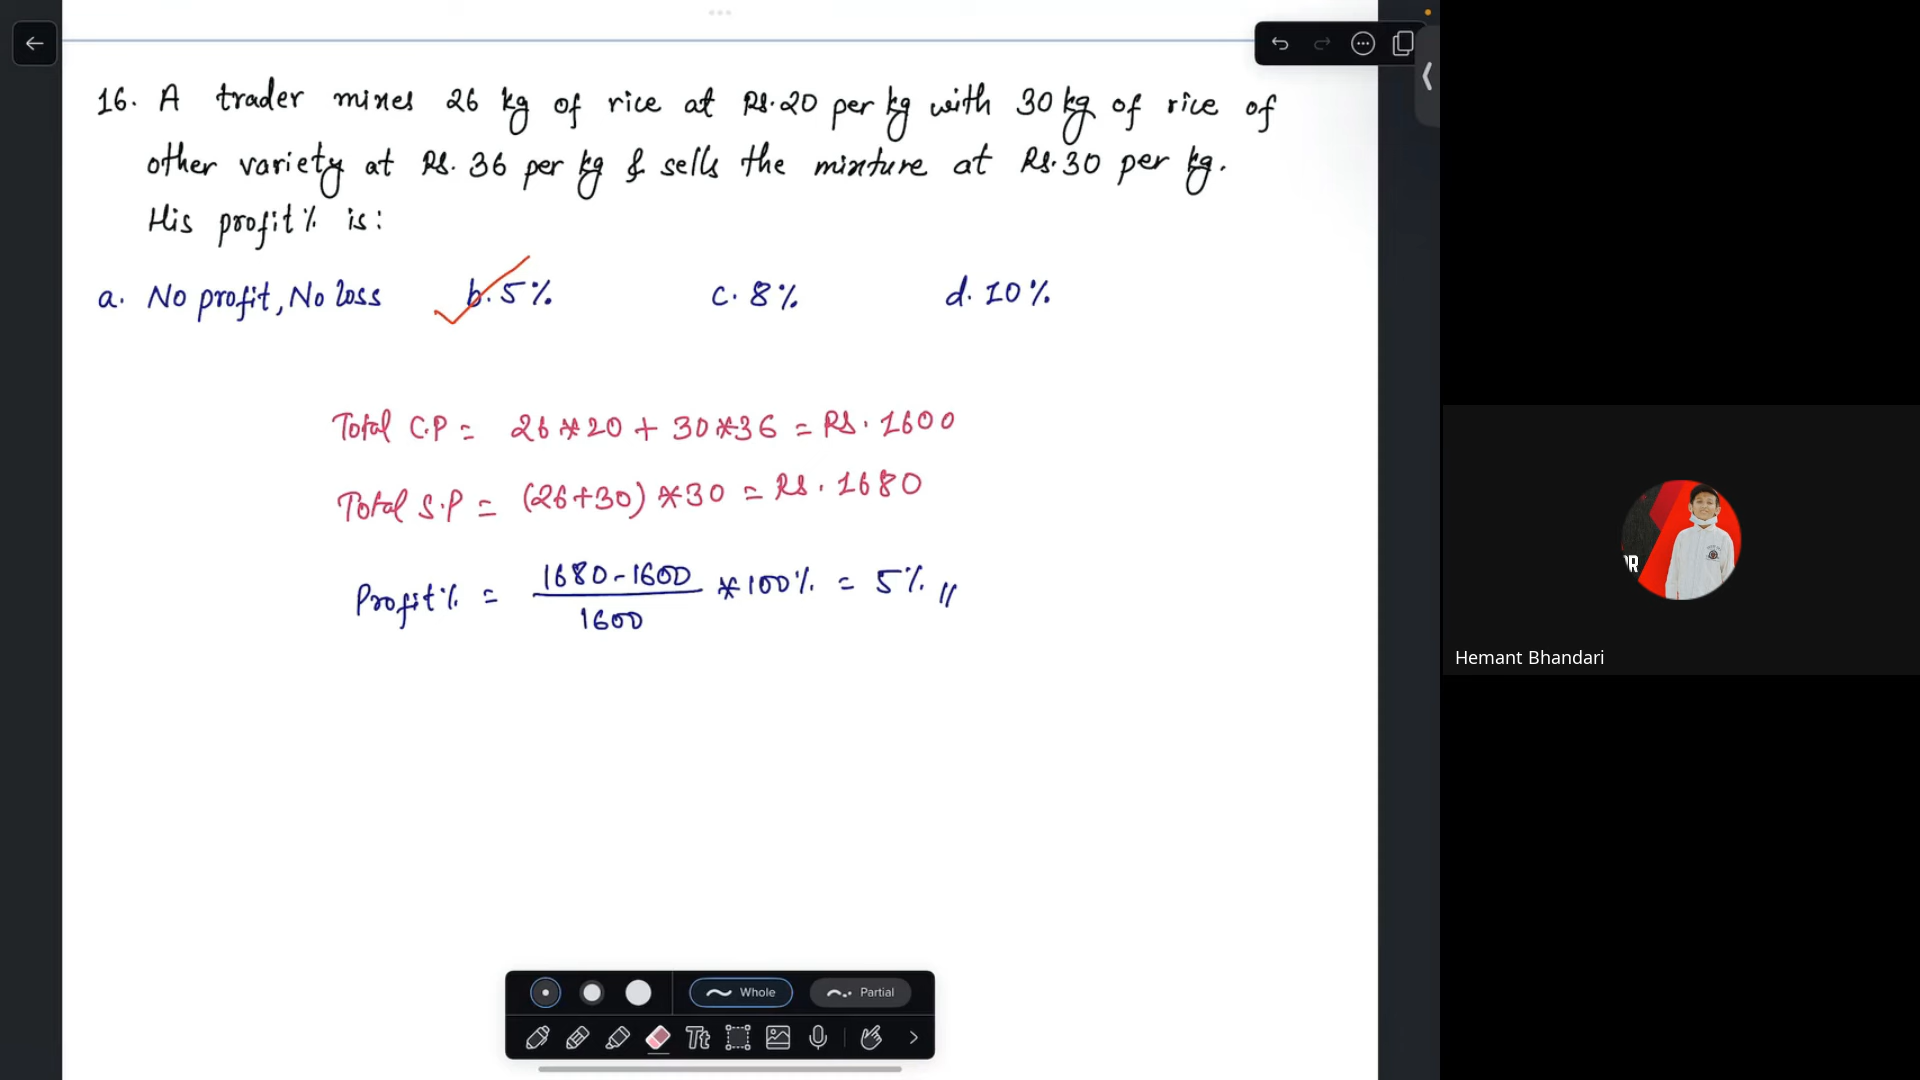 16. A trader mixes 26 kg of rice at Rs.20 per kg with 30 kg of rice of
other variety at Rs. 36 per kg & sells the mixture at Rs.30 per kg.
His profit% is:
a. No profit, No loss b. 5% c. 8% d. 10%
Total C.P = 26*20 + 30*36 = Rs. 1600
Total S.P = (26+30)*30 = Rs. 1680
Profit% = 1680-1600 *100% = 5% //
1600
OR
Hemant Bhandari
Whole Partial
Tt